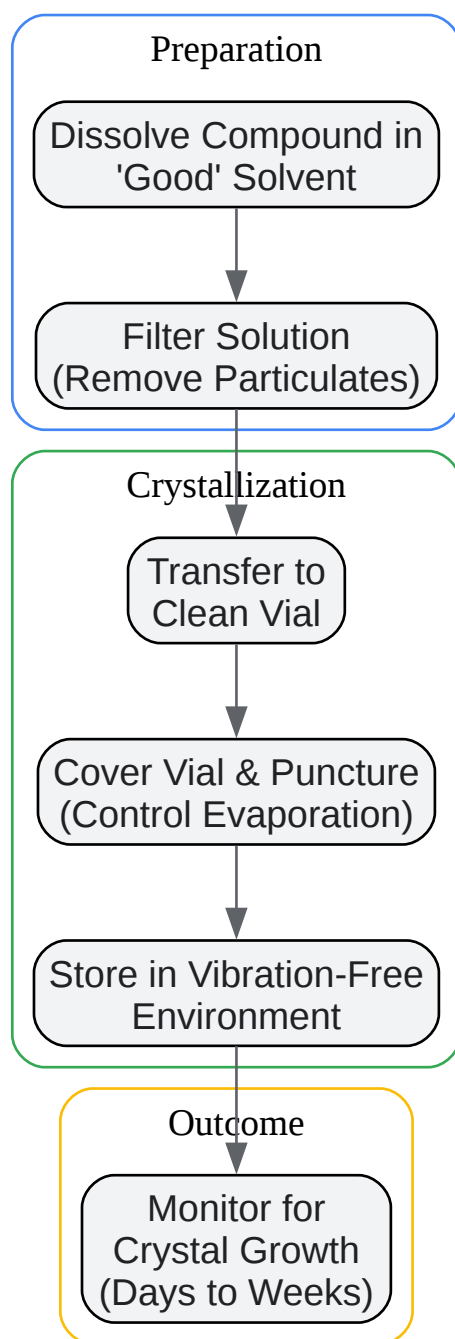 Preparation
Dissolve Compound in
'Good' Solvent
Filter Solution
(Remove Particulates)
Crystallization
Transfer to
Clean Vial
Cover Vial & Puncture
(Control Evaporation)
Store in Vibration-Free
Environment
Outcome
Monitor for
Crystal Growth
(Days to Weeks)